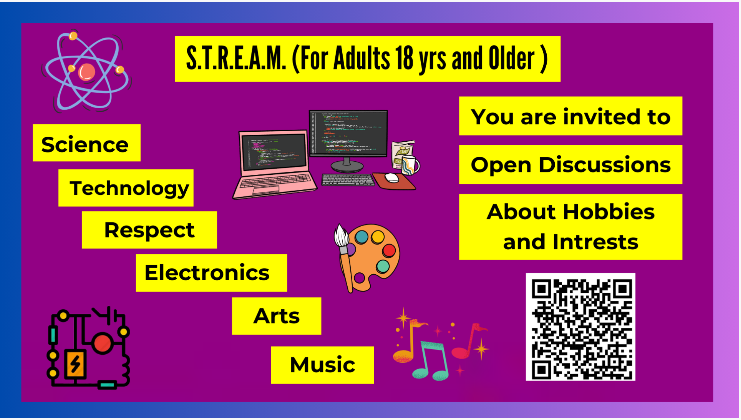 S.T.R.E.A.M. (For Adults 18 yrs and Older )
Science
Technology
Respect
Electronics
Arts
Music
You are invited to
Open Discussions
About Hobbies
and Intrests